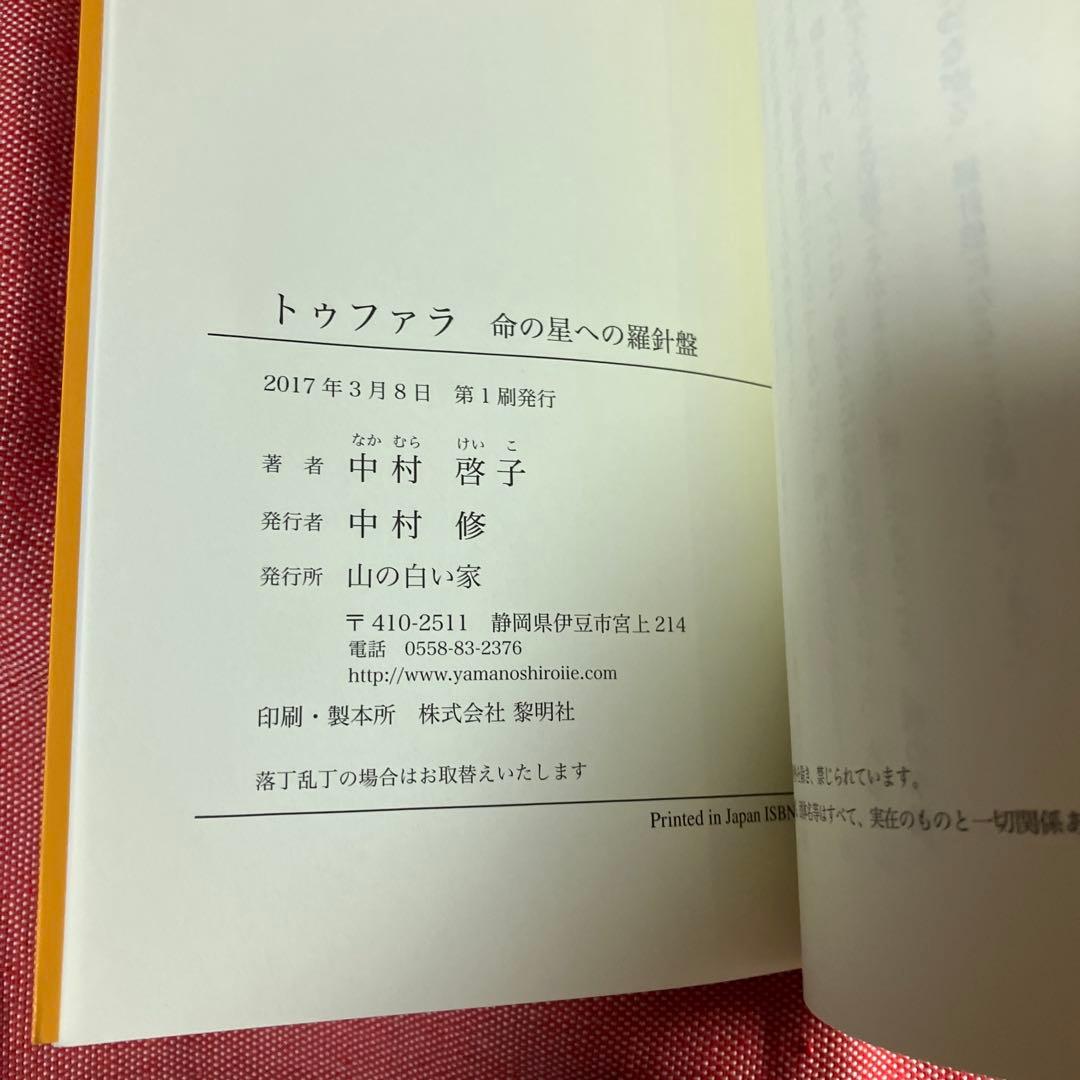 トゥファラ 命の星への羅針盤
2017年3月8日 第1刷発行
なかむら けいこ
著者 中村 啓子
発行者 中村 修
発行所 山の白い家
〒410-2511 静岡県伊豆市宮上214
電話 0558-83-2376
http://www.yamanoshiroiie.com
印刷・製本所 株式会社 黎明社
落丁乱丁の場合はお取替えいたします
Printed in Japan ISBN
禁じられています。
はすべて、実在のものと一切関係